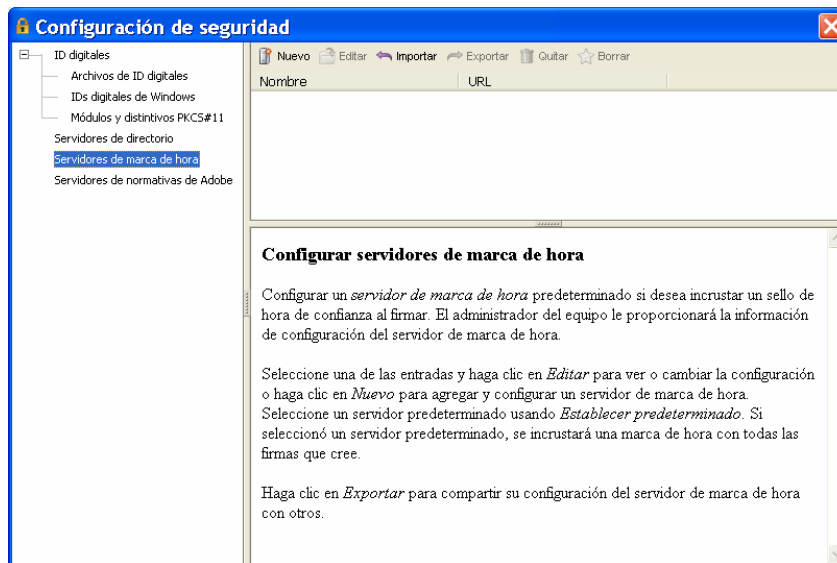 Configuración de seguridad
ID digitales
Archivos de ID digitales
IDs digitales de Windows
Módulos y distintivos PKCS#11
Servidores de directorio
Servidores de marca de hora
Servidores de normativas de Adobe
Nuevo Editar Importar Exportar Quitar Borrar
Nombre URL
Configurar servidores de marca de hora
Configurar un servidor de marca de hora predeterminado si desea incrustar un sello de
hora de confianza al firmar. El administrador del equipo le proporcionará la información
de configuración del servidor de marca de hora.
Seleccione una de las entradas y haga clic en Editar para ver o cambiar la configuración
o haga clic en Nuevo para agregar y configurar un servidor de marca de hora.
Seleccione un servidor predeterminado usando Establecer predeterminado. Si
seleccionó un servidor predeterminado, se incrustará una marca de hora con todas las
firmas que cree.
Haga clic en Exportar para compartir su configuración del servidor de marca de hora
con otros.